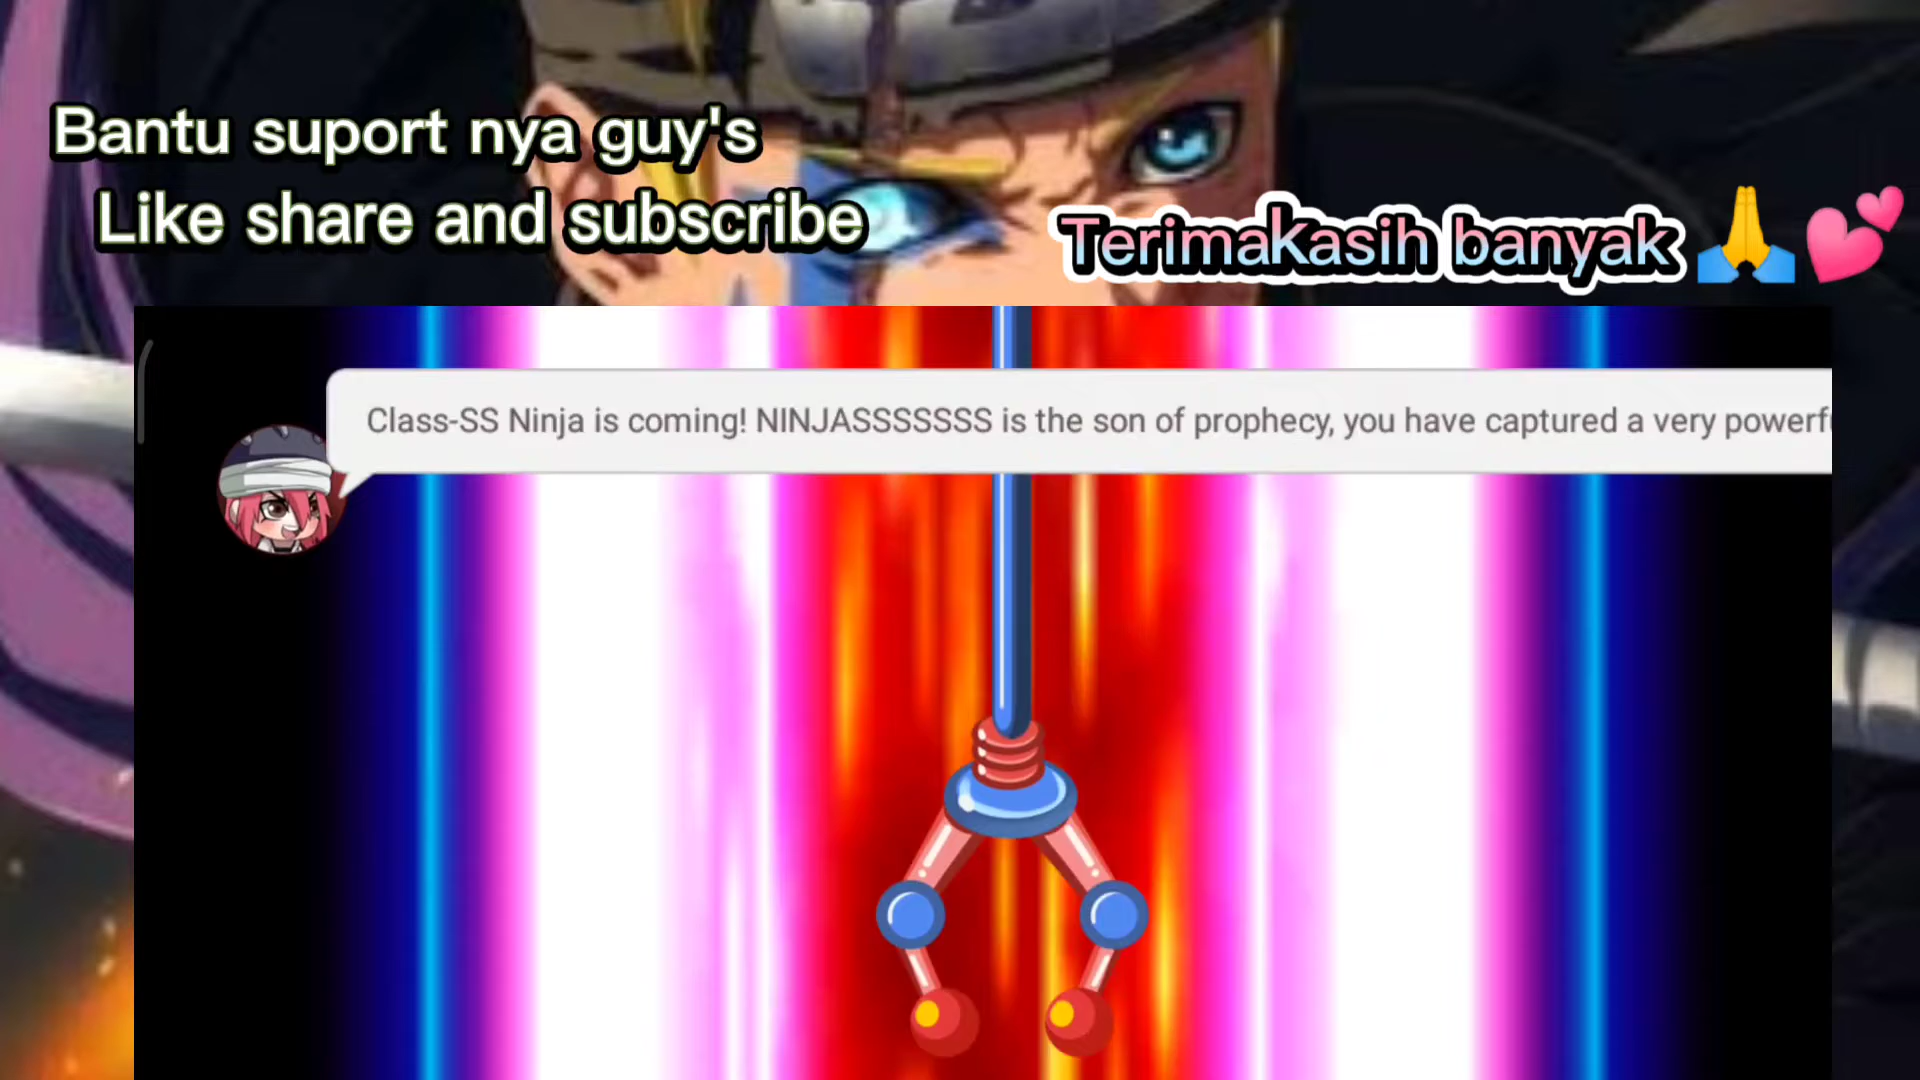 Bantu suport nya guy's
Like share and subscribe
Terimakasih banyak 🙏💕
Class-SS Ninja is coming! NINJASSSSSSS is the son of prophecy, you have captured a very